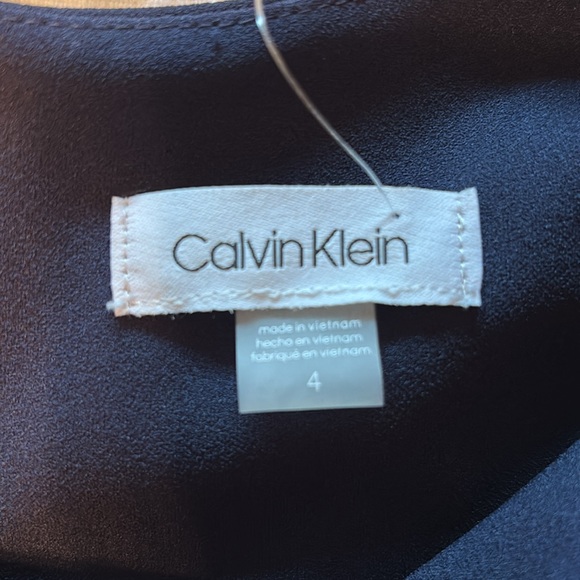 Calvin Klein
made in vietnam
hecho en vietnam
fabriqué en vietnam
4